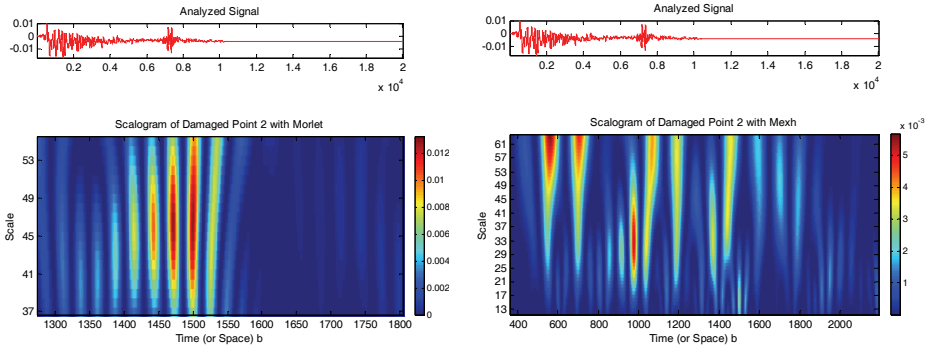 Analyzed Signal
0.01
0
-0.01
0.2 0.4 0.6 0.8 1 1.2 1.4 1.6 1.8 2
x 10^4
Scalogram of Damaged Point 2 with Morlet
Scale
53
49
45
41
37
1300 1350 1400 1450 1500 1550 1600 1650 1700 1750 1800
Time (or Space) b
0.012
0.010
0.008
0.006
0.004
0.002
0
Analyzed Signal
0.01
0
-0.01
0.2 0.4 0.6 0.8 1 1.2 1.4 1.6 1.8 2
x 10^4
Scalogram of Damaged Point 2 with Mexh
x 10^-3
Scale
61
57
53
49
45
41
37
33
29
25
21
17
13
400 600 800 1000 1200 1400 1600 1800 2000
Time (or Space) b
5
4
3
2
1